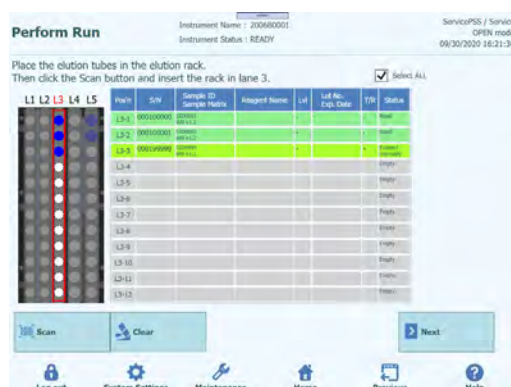 Perform Run
Instrument Name : 200680001
Instrument Status : READY
ServicePSS / Servic
OPEN mod
09/30/2020 16:21:3
Place the elution tubes in the elution rack.
Then click the Scan button and insert the rack in lane 3.
Select ALL
L1 L2 L3 L4 L5
Pos'n S/N Sample ID Sample Matrix Reagent Name Lvl Lot No. Exp. Date T/R Status
L3-1 000100000
L3-2 000100001
L3-3 000199999
L3-4 Empty
L3-5 Empty
L3-6 Empty
L3-7 Empty
L3-8 Empty
L3-9 Empty
L3-10 Empty
L3-11 Empty
L3-12 Empty
Scan Clear Next
Log out System Settings Maintenance Home Previous Help